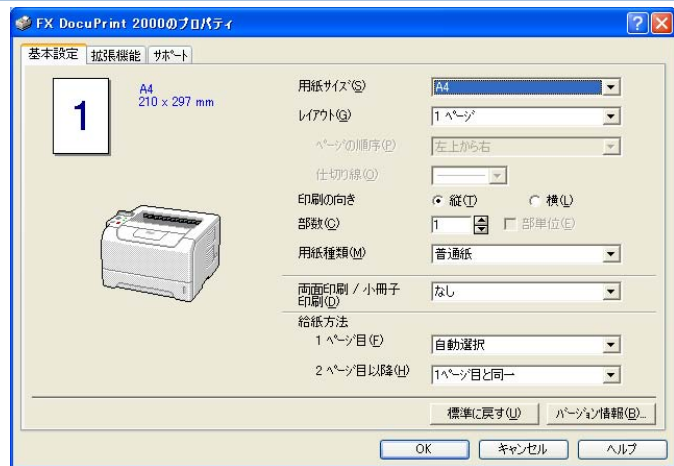 FX DocuPrint 2000のプロパティ
基本設定 拡張機能 サポート
1
A4
210 x 297 mm
用紙サイズ(S) A4
レイアウト(G) 1 ページ
ページの順序(P) 左上から右
仕切り線(O)
印刷の向き 縦(T) 横(L)
部数(C) 1 部単位(E)
用紙種類(M) 普通紙
両面印刷 / 小冊子
印刷(D) なし
給紙方法
1 ページ目(F) 自動選択
2 ページ目以降(H) 1ページ目と同一
標準に戻す(U) バージョン情報(B)...
OK キャンセル ヘルプ